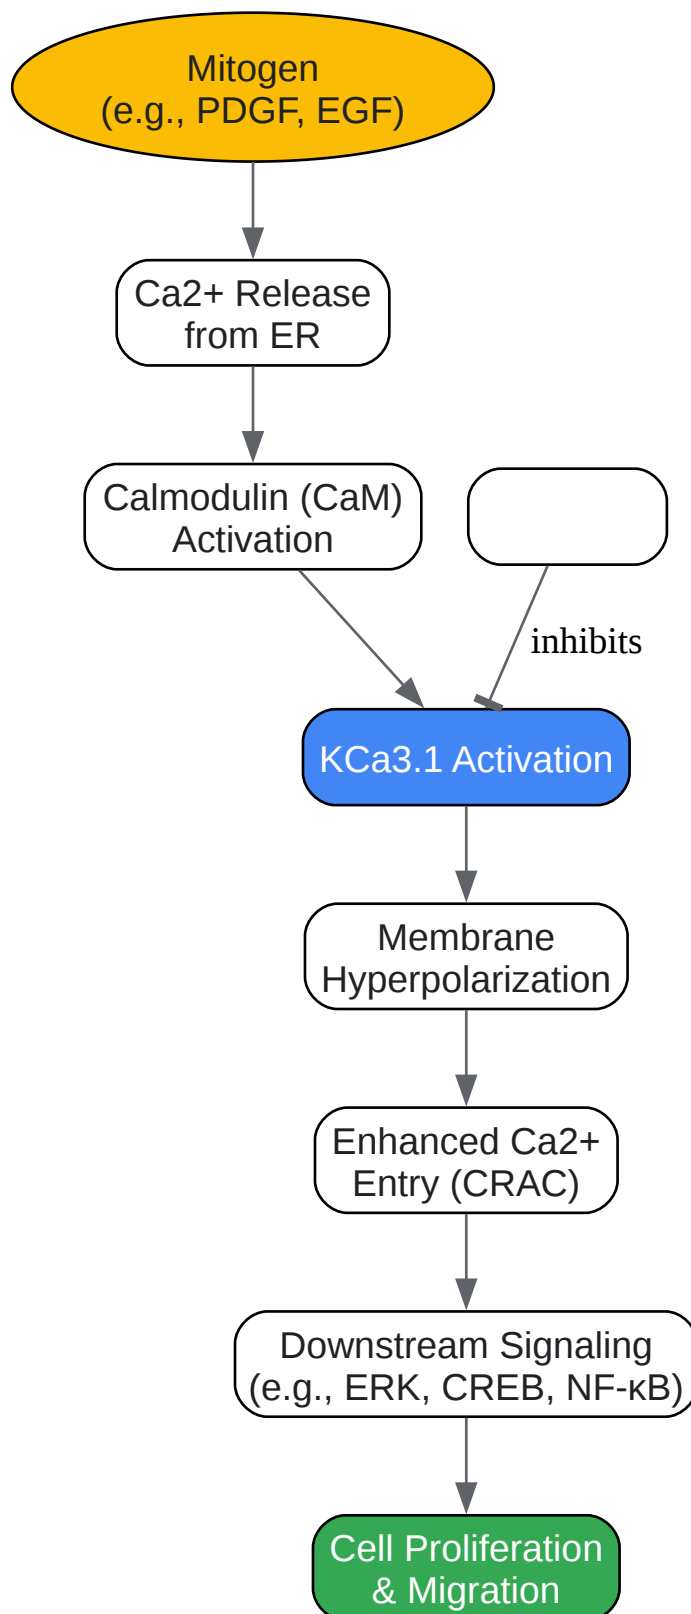 Mitogen
(e.g., PDGF, EGF)
Ca2+ Release
from ER
Calmodulin (CaM)
Activation
inhibits
KCa3.1 Activation
Membrane
Hyperpolarization
Enhanced Ca2+
Entry (CRAC)
Downstream Signaling
(e.g., ERK, CREB, NF-κB)
Cell Proliferation
& Migration